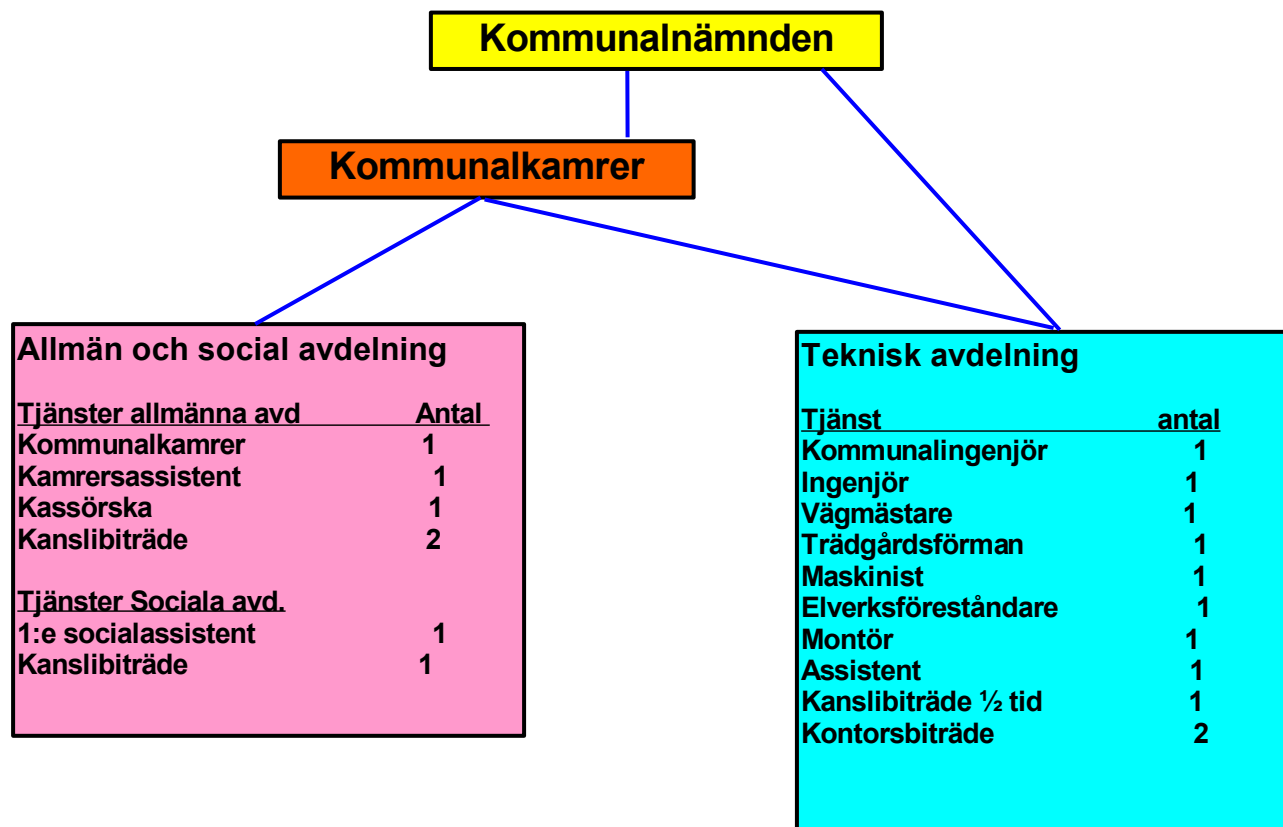 Kommunalnämnden
Kommunalkamrer
Allmän och social avdelning
Tjänster allmänna avd Antal
Kommunalkamrer 1
Kamrersassistent 1
Kassörska 1
Kanslibiträde 2
Tjänster Sociala avd.
1:e socialassistent 1
Kanslibiträde 1
Teknisk avdelning
Tjänst antal
Kommunalingenjör 1
Ingenjör 1
Vägmästare 1
Trädgårdsförman 1
Maskinist 1
Elverksföreståndare 1
Montör 1
Assistent 1
Kanslibiträde ½ tid 1
Kontorsbiträde 2